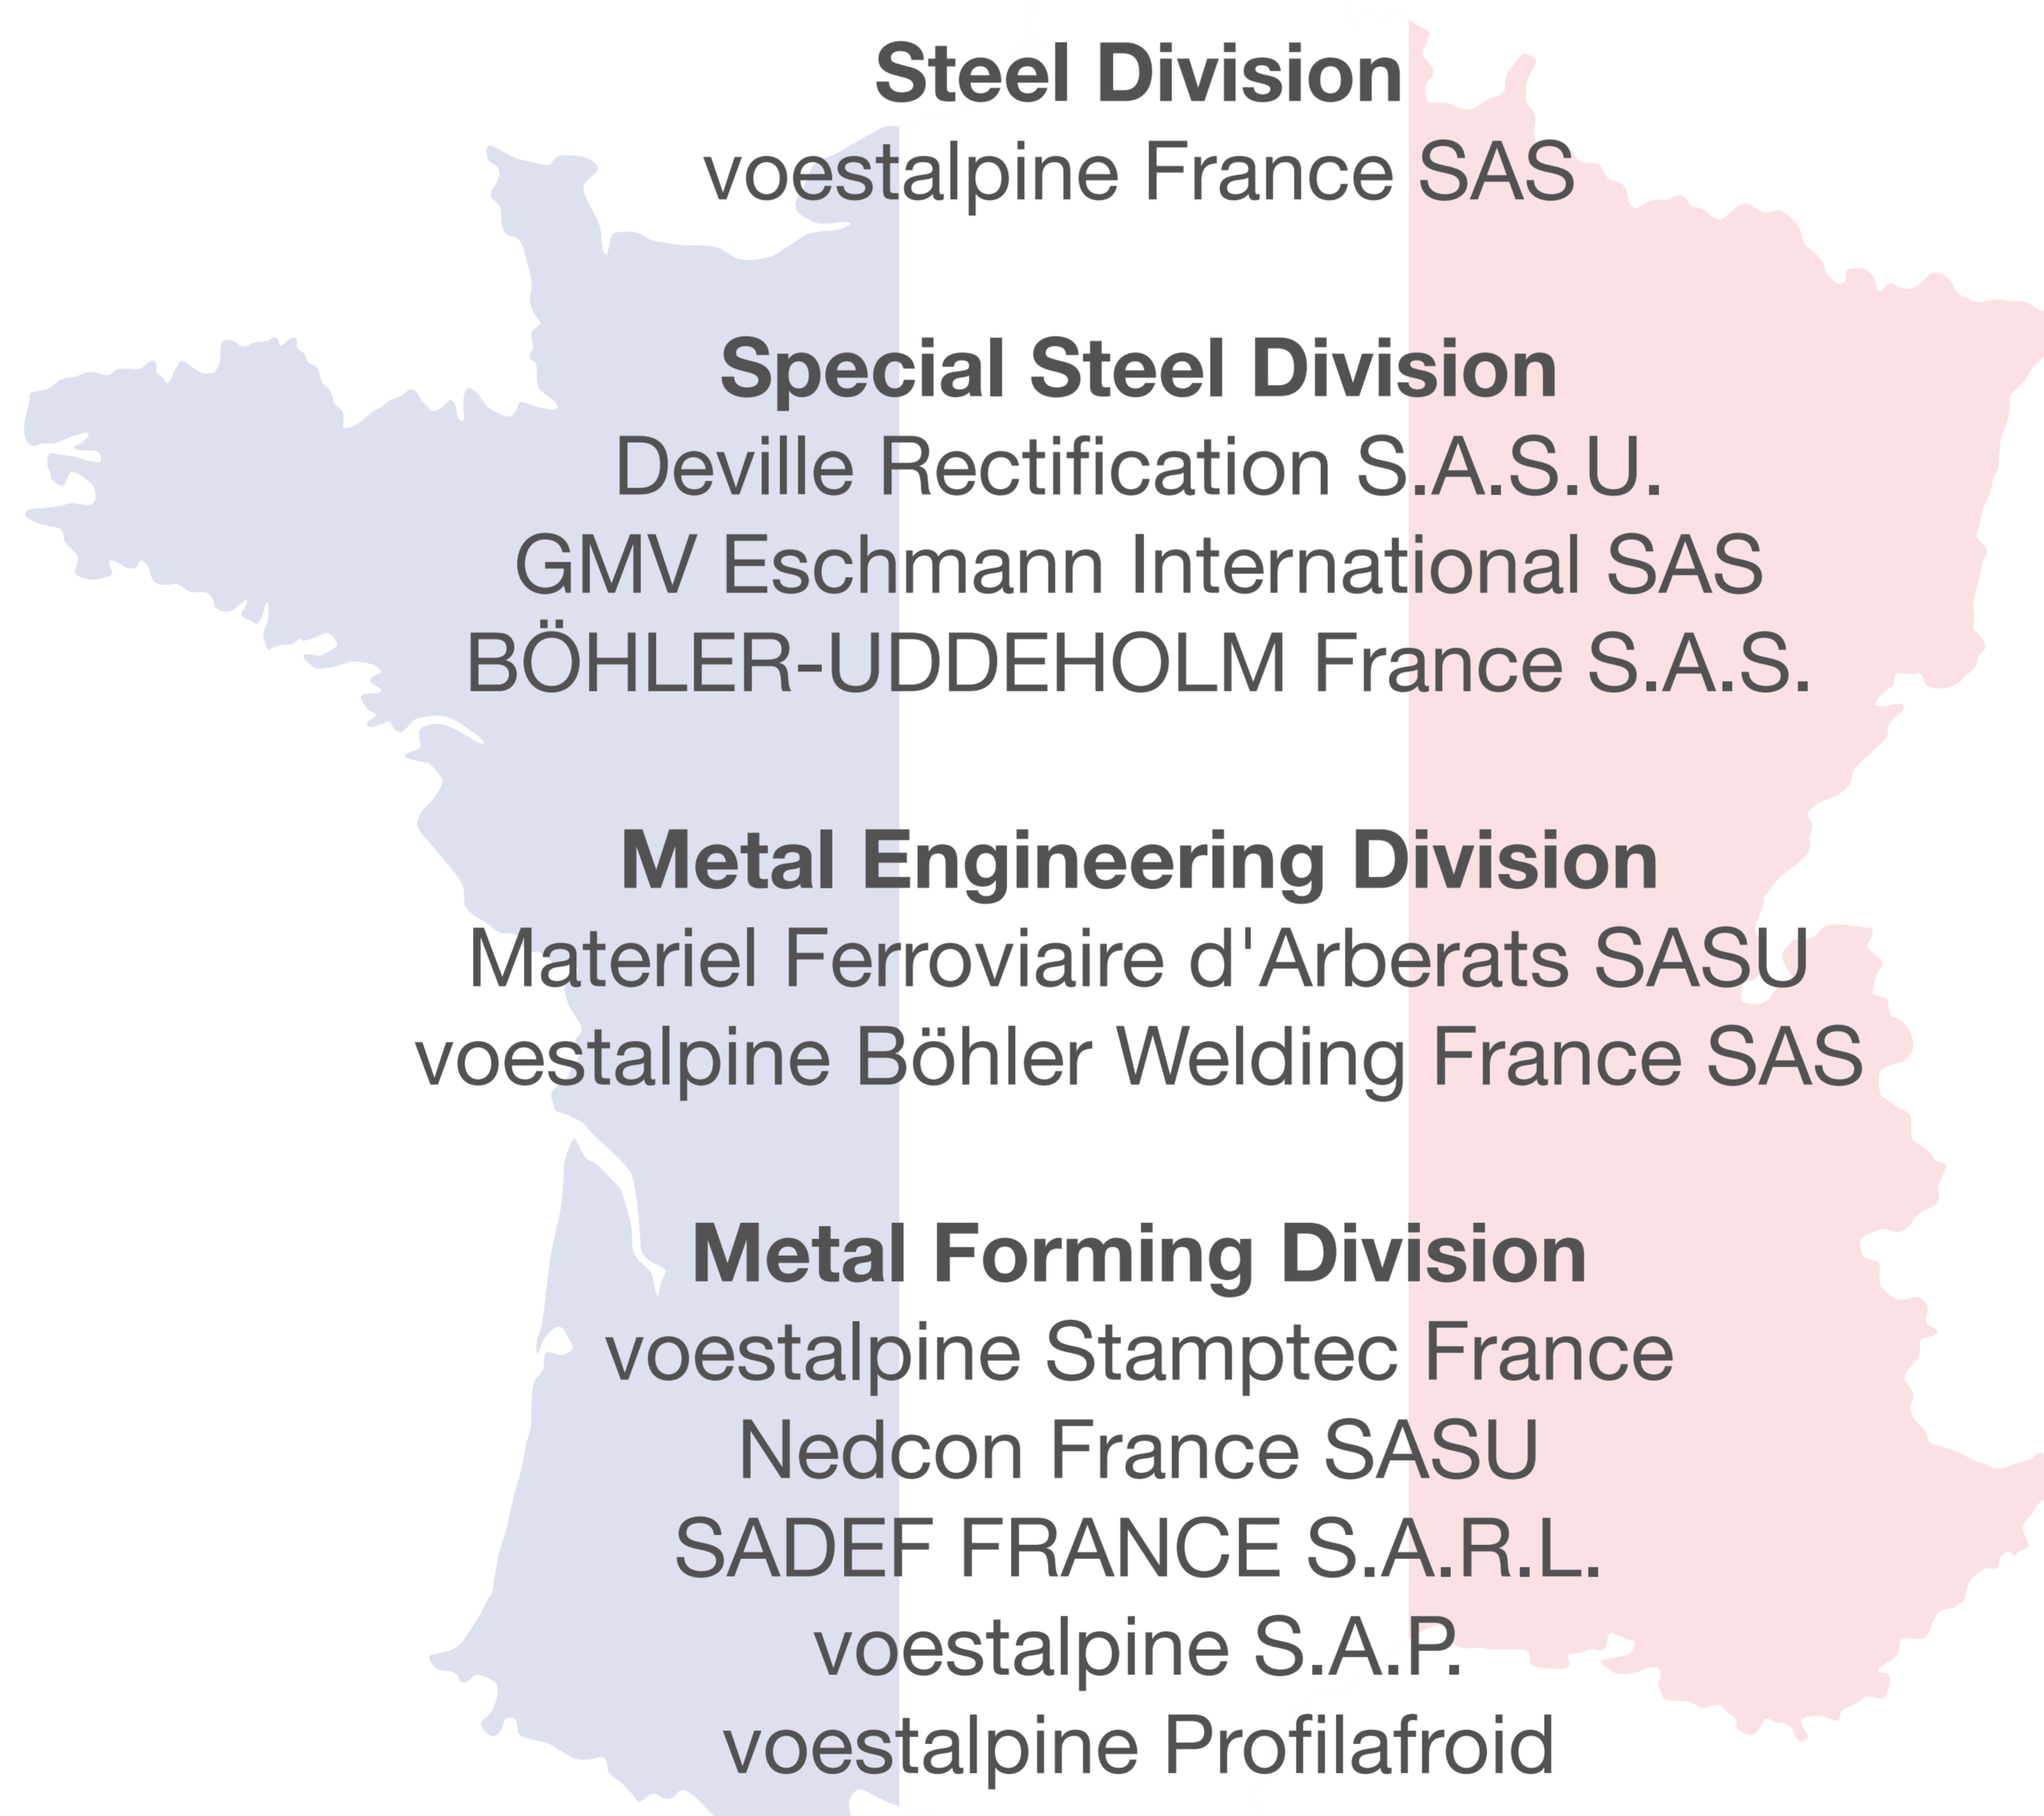 Steel Division
voestalpine France SAS
Special Steel Division
Deville Rectification S.A.S.U.
GMV Eschmann International SAS
BÖHLER-UDDEHOLM France S.A.S.
Metal Engineering Division
Materiel Ferroviaire d'Arberats SASU
voestalpine Böhler Welding France SAS
Metal Forming Division
voestalpine Stamptec France
Nedcon France SASU
SADEF FRANCE S.A.R.L.
voestalpine S.A.P.
voestalpine Profilafroid